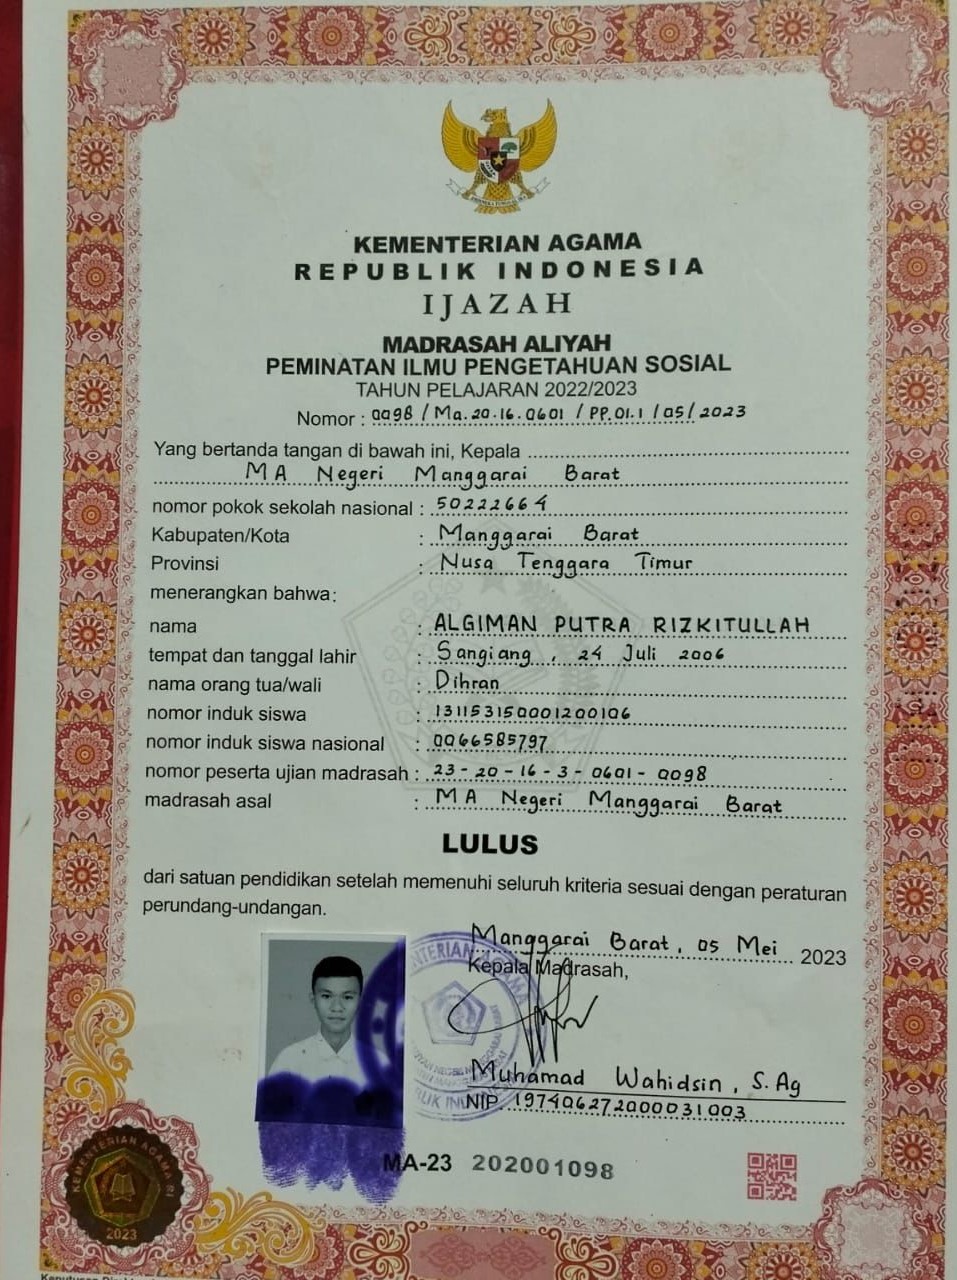 KEMENTERIAN AGAMA
REPUBLIK INDONESIA
IJAZAH
MADRASAH ALIYAH
PEMINATAN ILMU PENGETAHUAN SOSIAL
TAHUN PELAJARAN 2022/2023
Nomor : 0098 / Ma.20.16.0601 / PP.01.1 / 05 / 2023
Yang bertanda tangan di bawah ini, Kepala
MA Negeri Manggarai Barat
nomor pokok sekolah nasional : 50222664
Kabupaten/Kota : Manggarai Barat
Provinsi : Nusa Tenggara Timur
menerangkan bahwa:
nama : ALGIMAN PUTRA RIZKITULLAH
tempat dan tanggal lahir : Sangiang, 24 Juli 2006
nama orang tua/wali : Dihran
nomor induk siswa : 131153150001200106
nomor induk siswa nasional : 0066585797
nomor peserta ujian madrasah : 23-20-16-3-0601-0098
madrasah asal : MA Negeri Manggarai Barat
LULUS
dari satuan pendidikan setelah memenuhi seluruh kriteria sesuai dengan peraturan
perundang-undangan.
Manggarai Barat, 05 Mei 2023
Kepala Madrasah,
Muhamad Wahidsin, S.Ag
NIP 197406272000031003
MA-23 202001098
KEMENTERIAN AGAMA RI
2023